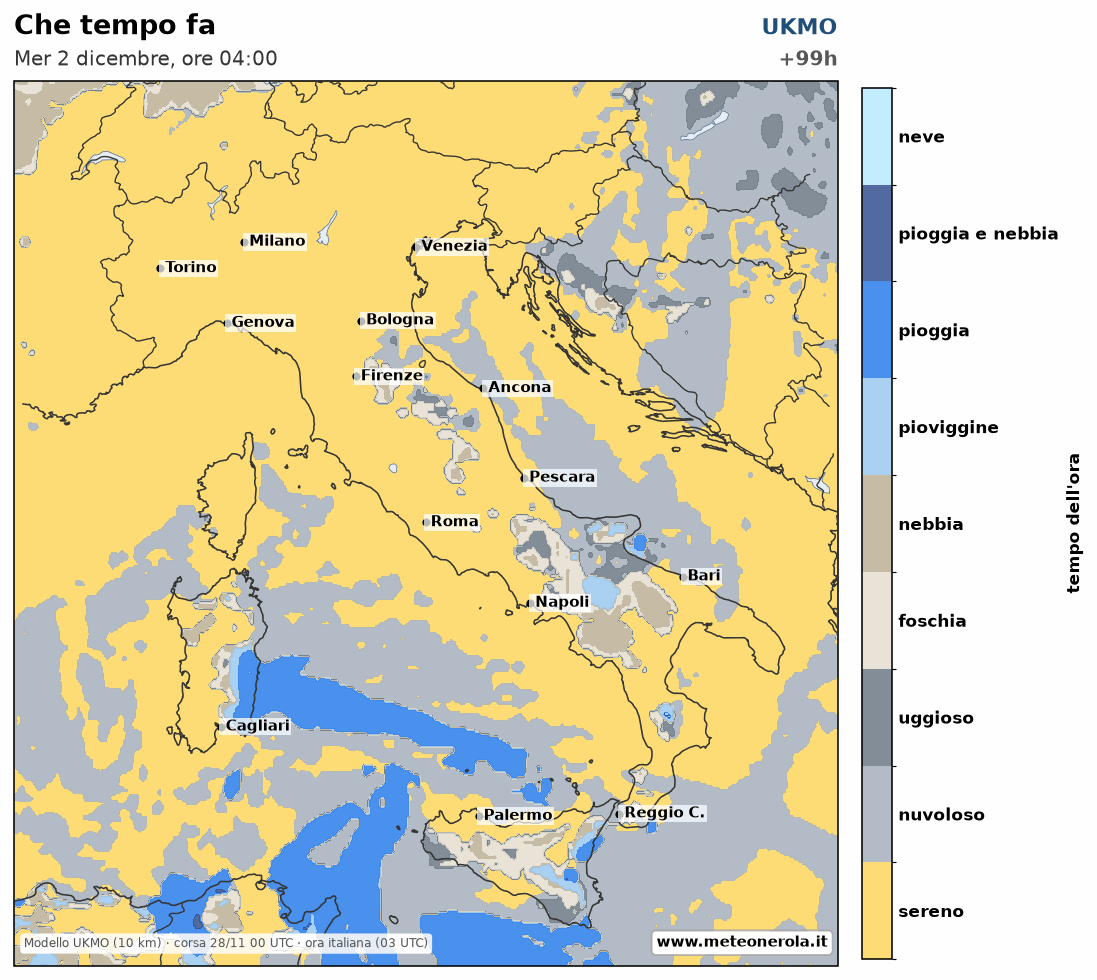 Che tempo fa
UKMO
Mer 2 dicembre, ore 04:00
+99h
neve
pioggia e nebbia
pioggia
pioviggine
nebbia
foschia
uggioso
nuvoloso
sereno
tempo dell'ora
Milano
Venezia
Torino
Genova
Bologna
Firenze
Ancona
Pescara
Roma
Bari
Napoli
Cagliari
Palermo
Reggio C.
Modello UKMO (10 km) · corsa 28/11 00 UTC · ora italiana (03 UTC)
www.meteonerola.it